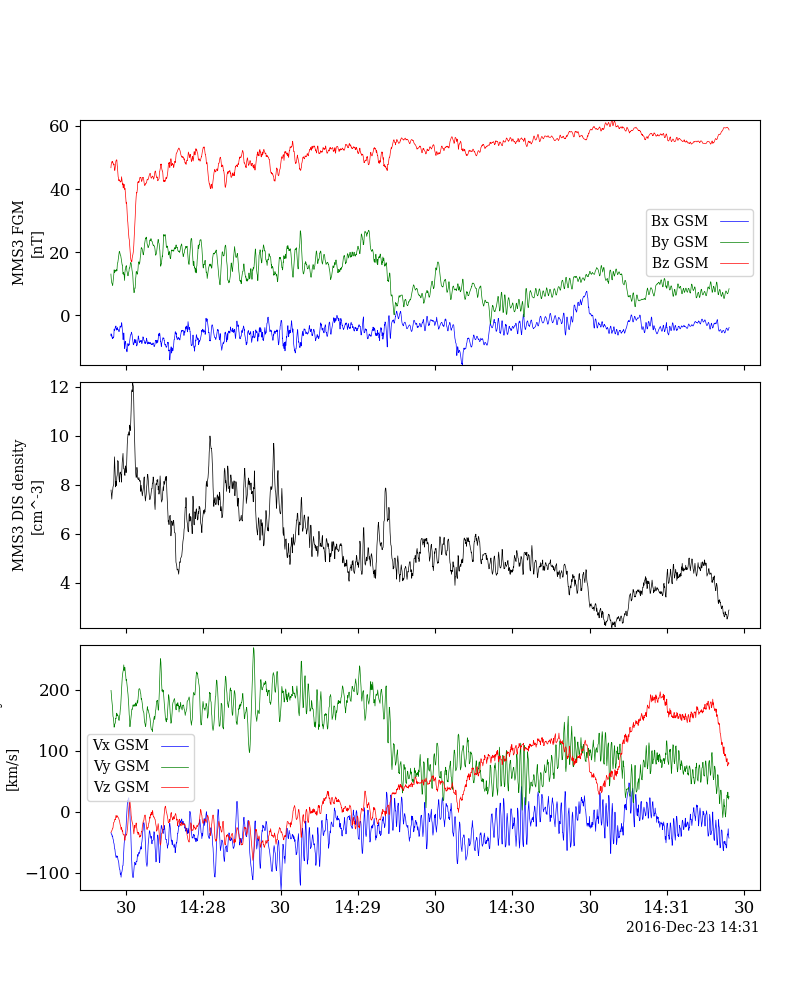 60
40
20
0
MMS3 FGM
[nT]
Bx GSM
By GSM
Bz GSM
12
10
8
6
4
MMS3 DIS density
[cm^-3]
200
100
0
−100
[km/s]
Vx GSM
Vy GSM
Vz GSM
30 14:28 30 14:29 30 14:30 30 14:31 30
2016-Dec-23 14:31